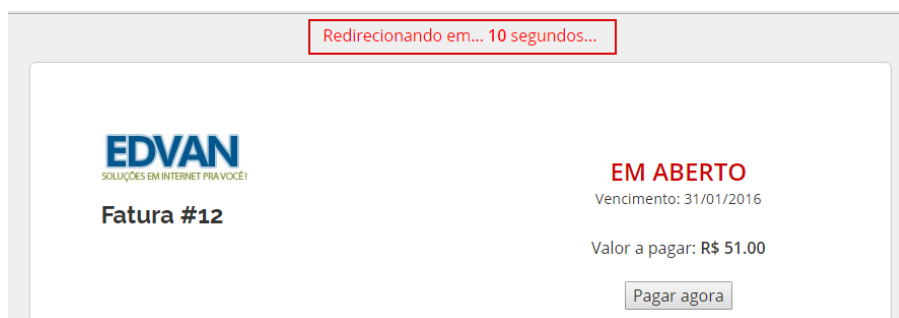 Redirecionando em... 10 segundos...
EDVAN
SOLUÇÕES EM INTERNET PRA VOCÊ!
Fatura #12
EM ABERTO
Vencimento: 31/01/2016
Valor a pagar: R$ 51.00
Pagar agora